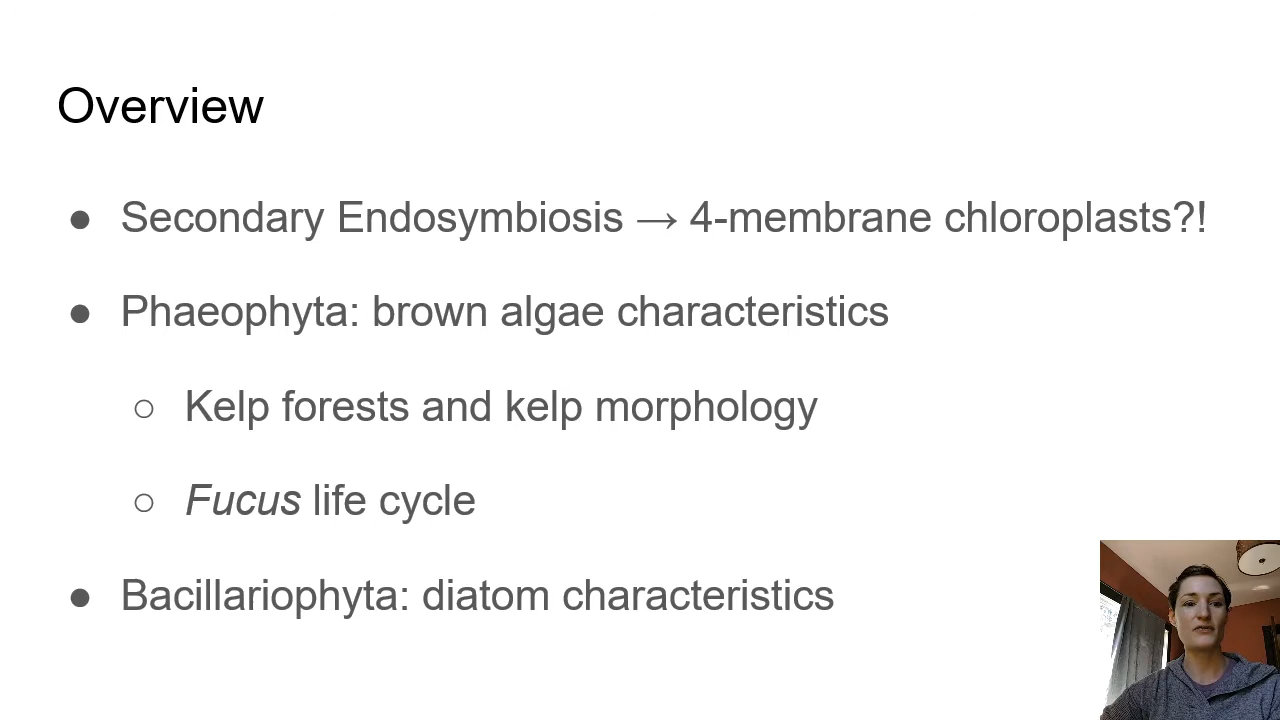 Overview
● Secondary Endosymbiosis → 4-membrane chloroplasts?!
● Phaeophyta: brown algae characteristics
○ Kelp forests and kelp morphology
○ Fucus life cycle
● Bacillariophyta: diatom characteristics